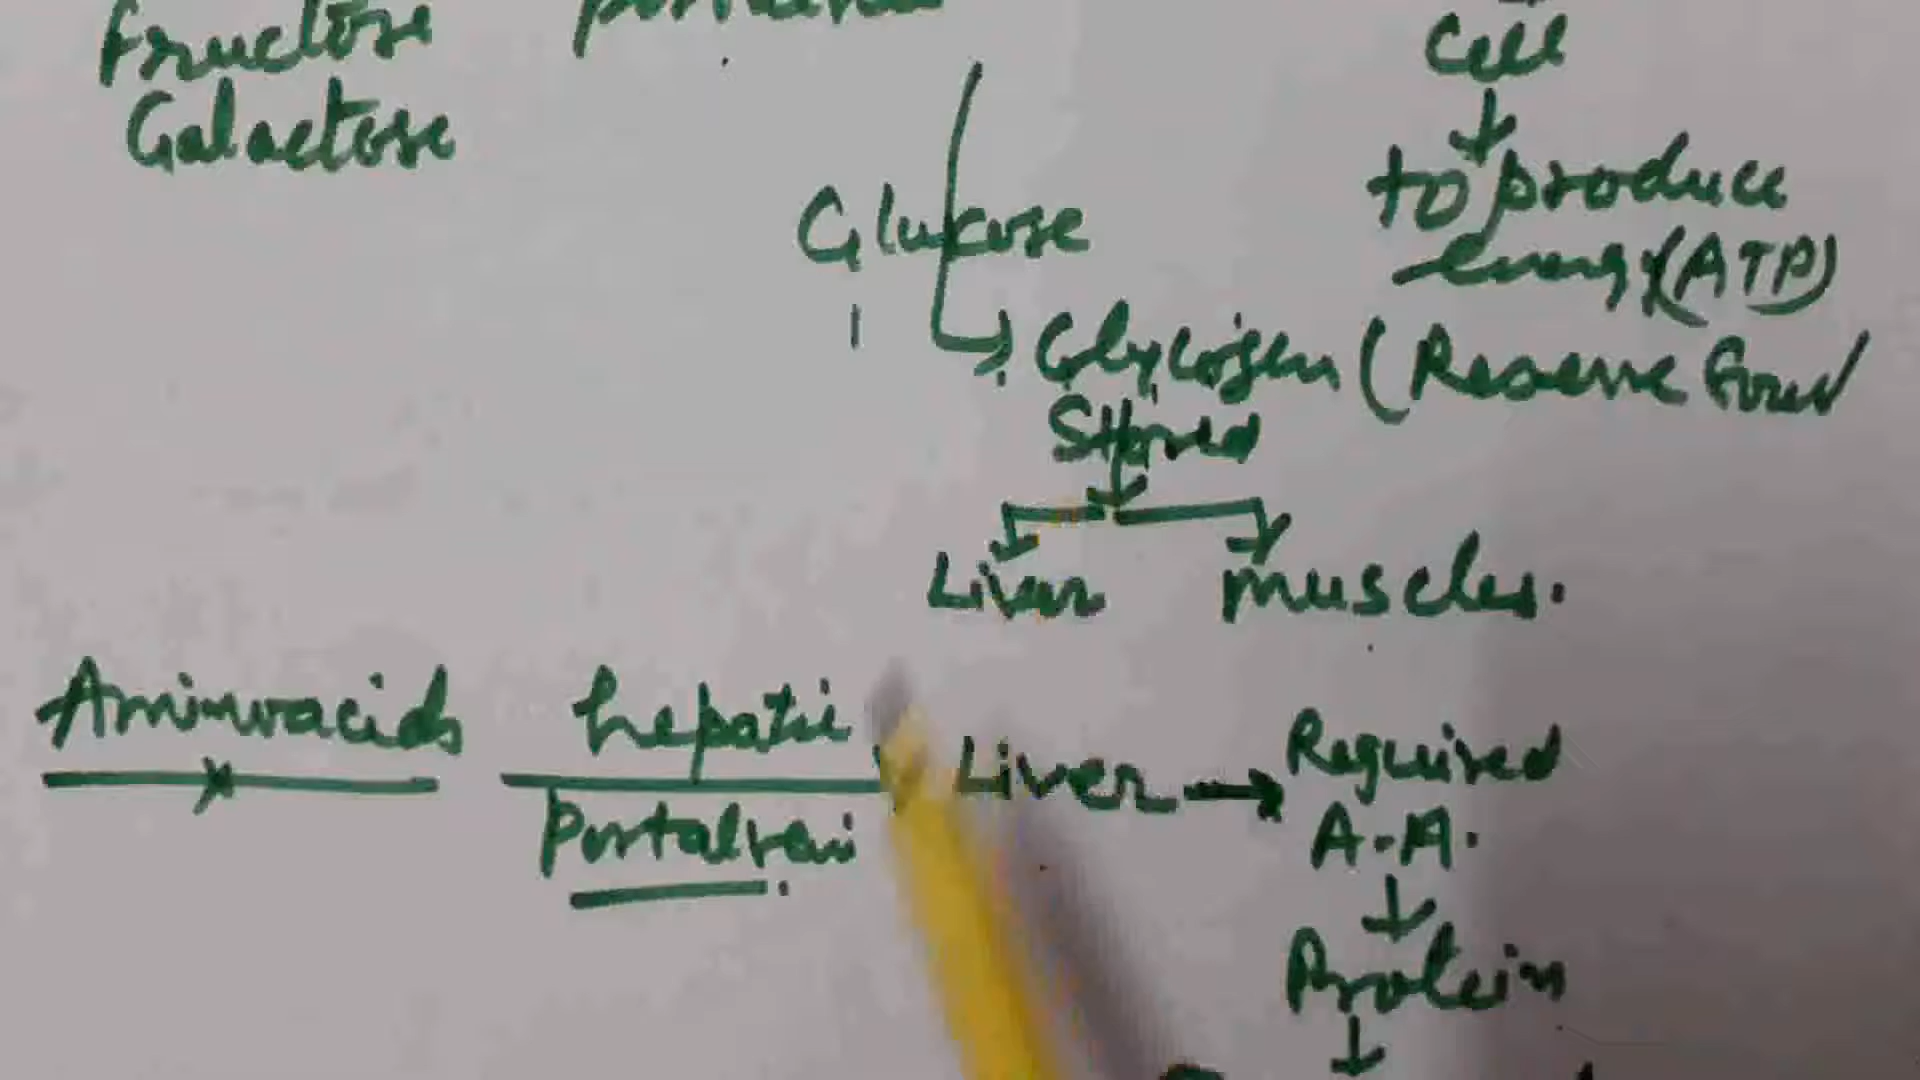 Fructose
Galactose
Cell
to produce
energy (ATP)
Glucose
Glycogen (Reserve food
Stored
Liver muscles.
Aminoacids hepatic Liver Required
Portalvein A.A.
Protein